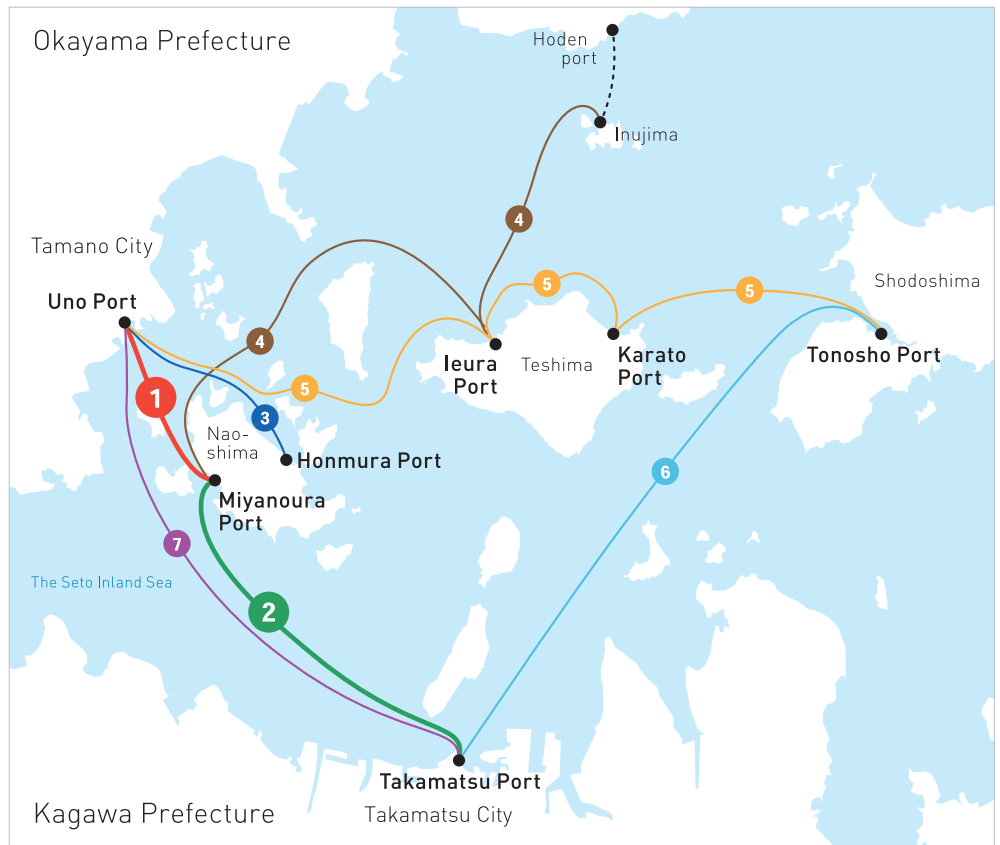 Okayama Prefecture
Hoden
port
Inujima
4
Tamano City
Shodoshima
5
5
Uno Port
4
Ieura
Port
Teshima
Karato
Port
Tonosho Port
1
5
3
Nao-
shima
Honmura Port
6
Miyanoura
Port
7
The Seto Inland Sea
2
Takamatsu Port
Takamatsu City
Kagawa Prefecture